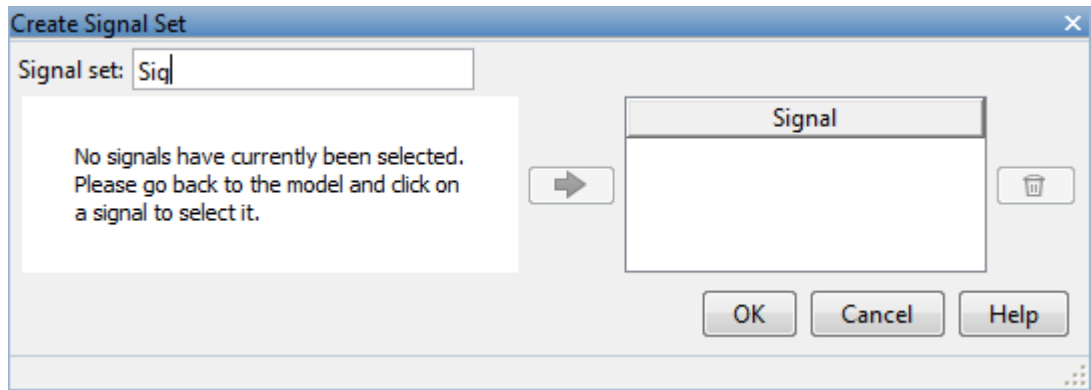 Create Signal Set
Signal set: Sig
No signals have currently been selected.
Please go back to the model and click on
a signal to select it.
Signal
OK Cancel Help